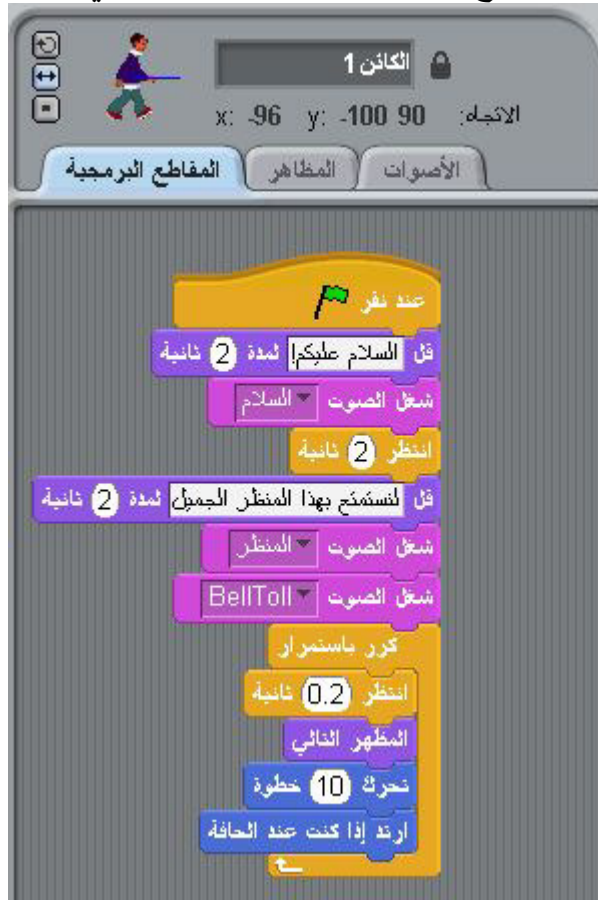 الكائن 1
x: -96 y: -100 90 الاتجاه:
المقاطع البرمجية المظاهر الأصوات
عند نقر
قل السلام عليكم! لمدة 2 ثانية
شغل الصوت السلام
انتظر 2 ثانية
قل لنستمتع بهذا المنظر الجميل لمدة 2 ثانية
شغل الصوت المنظر
شغل الصوت BellToll
كرر باستمرار
انتظر 0.2 ثانية
المظهر التالي
تحرك 10 خطوة
ارتد إذا كنت عند الحافة